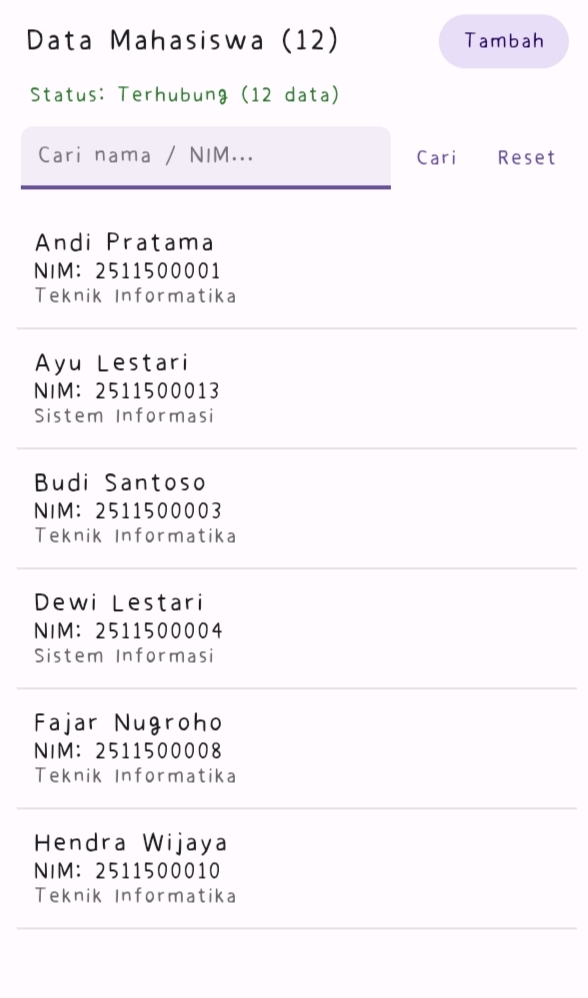 Data Mahasiswa (12)
Tambah
Status: Terhubung (12 data)
Cari nama / NIM...
Cari
Reset
Andi Pratama
NIM: 2511500001
Teknik Informatika
Ayu Lestari
NIM: 2511500013
Sistem Informasi
Budi Santoso
NIM: 2511500003
Teknik Informatika
Dewi Lestari
NIM: 2511500004
Sistem Informasi
Fajar Nugroho
NIM: 2511500008
Teknik Informatika
Hendra Wijaya
NIM: 2511500010
Teknik Informatika